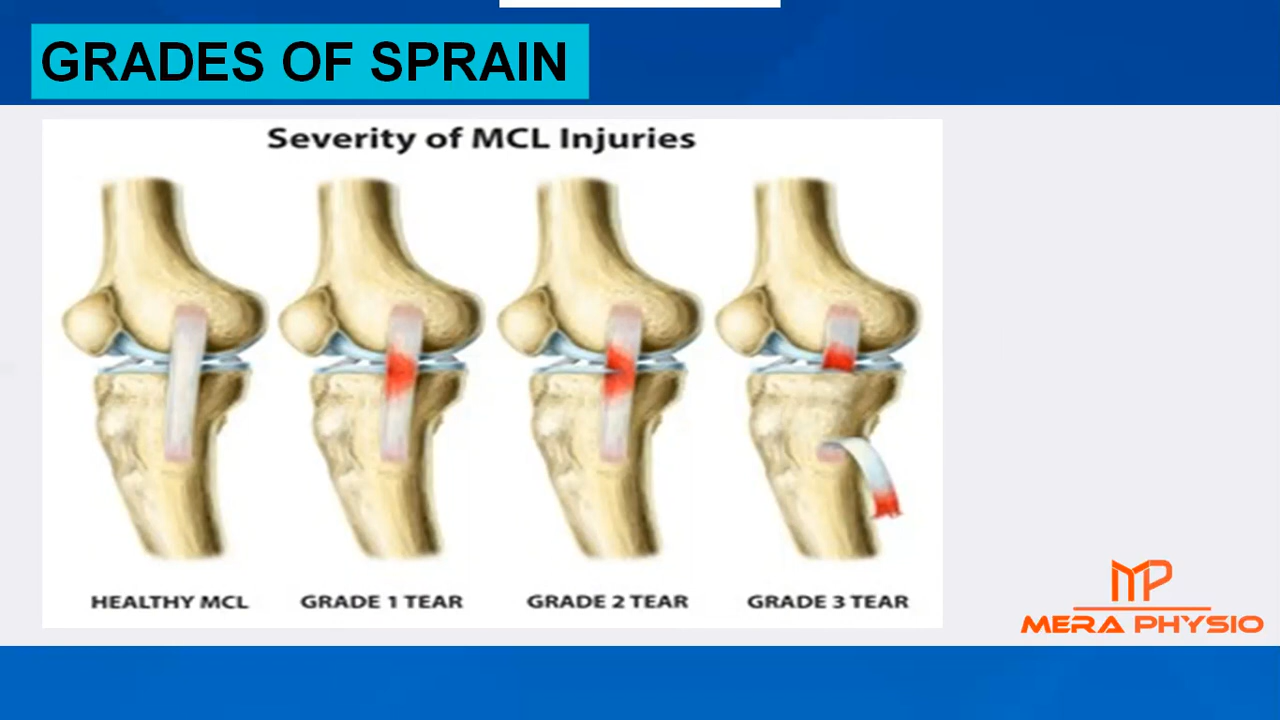 GRADES OF SPRAIN
Severity of MCL Injuries
HEALTHY MCL
GRADE 1 TEAR
GRADE 2 TEAR
GRADE 3 TEAR
MP
MERA PHYSIO